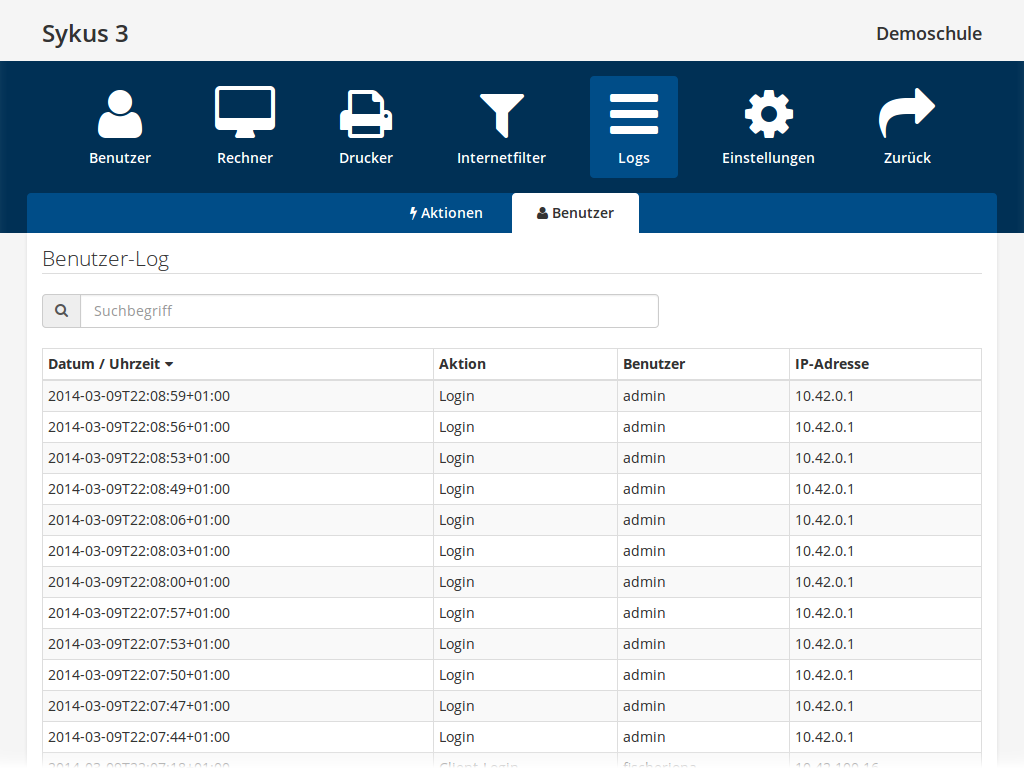 Sykus 3 Demoschule
Benutzer Rechner Drucker Internetfilter Logs Einstellungen Zurück
Aktionen Benutzer
Benutzer-Log
Suchbegriff
Datum / Uhrzeit Aktion Benutzer IP-Adresse
2014-03-09T22:08:59+01:00 Login admin 10.42.0.1
2014-03-09T22:08:56+01:00 Login admin 10.42.0.1
2014-03-09T22:08:53+01:00 Login admin 10.42.0.1
2014-03-09T22:08:49+01:00 Login admin 10.42.0.1
2014-03-09T22:08:06+01:00 Login admin 10.42.0.1
2014-03-09T22:08:03+01:00 Login admin 10.42.0.1
2014-03-09T22:08:00+01:00 Login admin 10.42.0.1
2014-03-09T22:07:57+01:00 Login admin 10.42.0.1
2014-03-09T22:07:53+01:00 Login admin 10.42.0.1
2014-03-09T22:07:50+01:00 Login admin 10.42.0.1
2014-03-09T22:07:47+01:00 Login admin 10.42.0.1
2014-03-09T22:07:44+01:00 Login admin 10.42.0.1